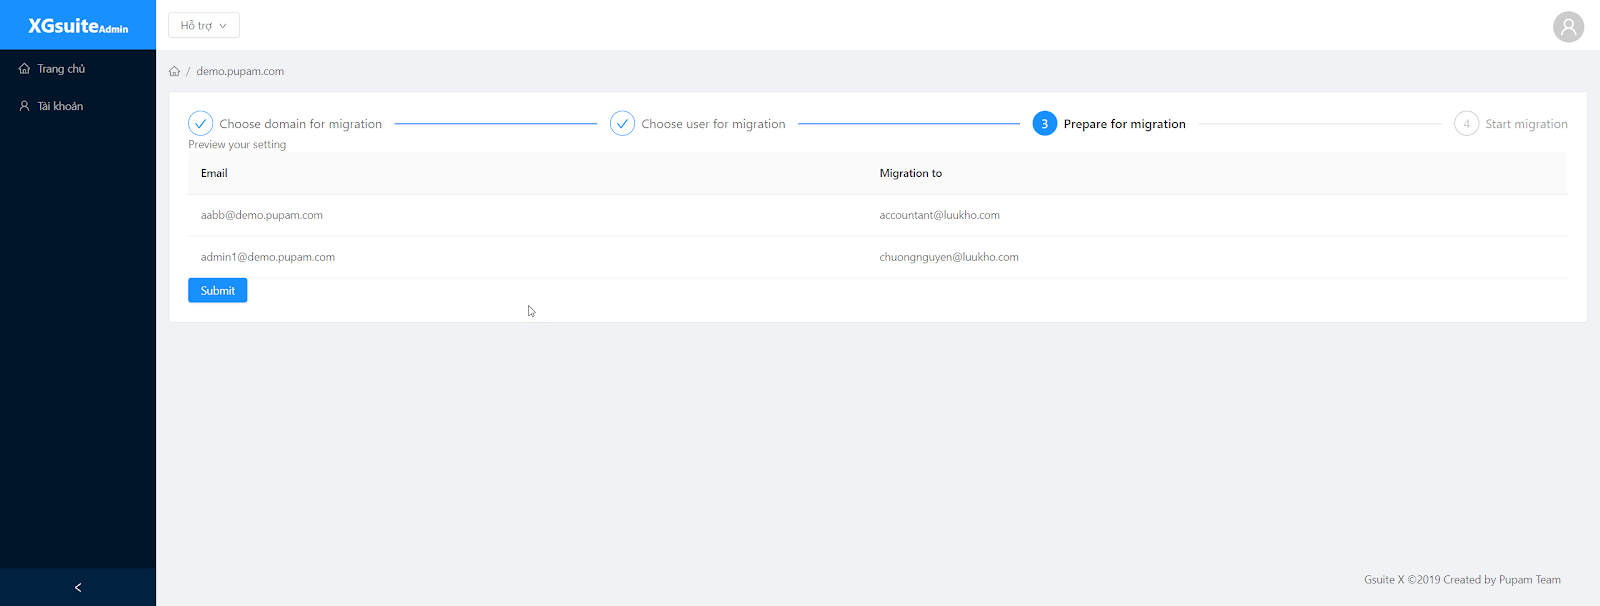 XGsuiteAdmin
Hỗ trợ
Trang chủ
Tài khoản
/ demo.pupam.com
Choose domain for migration
Choose user for migration
3 Prepare for migration
4 Start migration
Preview your setting
Email Migration to
aabb@demo.pupam.com accountant@luukho.com
admin1@demo.pupam.com chuongnguyen@luukho.com
Submit
Gsuite X ©2019 Created by Pupam Team